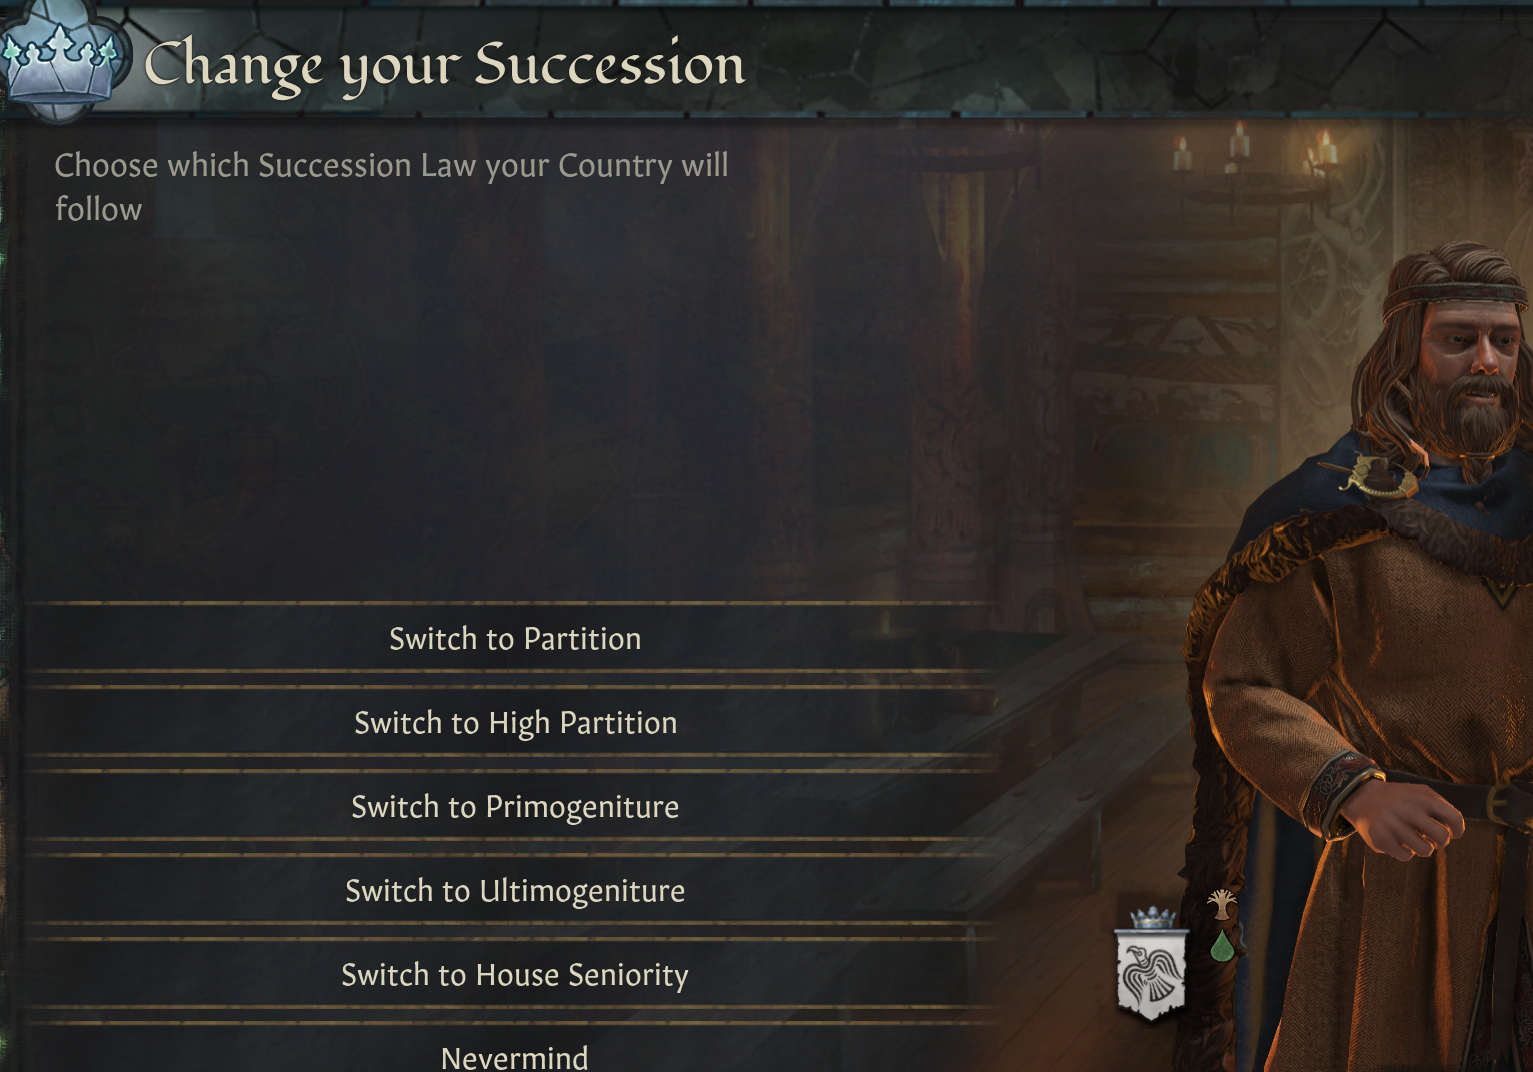 Change your Succession
Choose which Succession Law your Country will
follow
Switch to Partition
Switch to High Partition
Switch to Primogeniture
Switch to Ultimogeniture
Switch to House Seniority
Nevermind